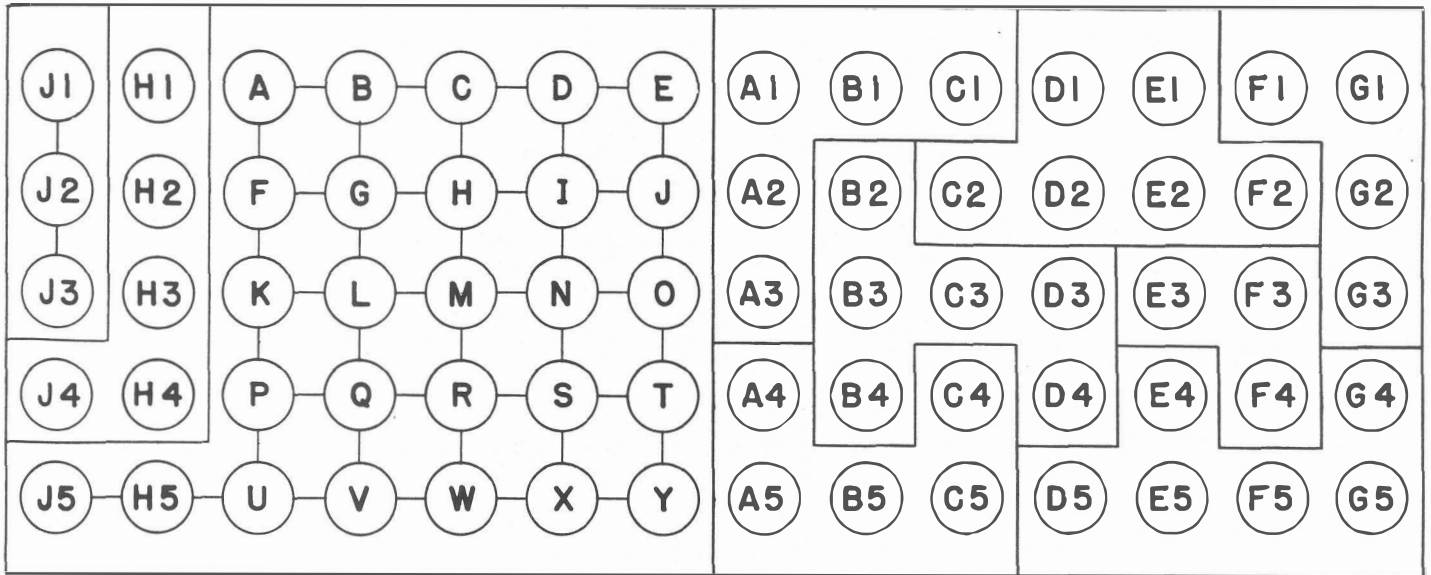 J1 H1 A B C D E A1 B1 C1 D1 E1 F1 G1
J2 H2 F G H I J A2 B2 C2 D2 E2 F2 G2
J3 H3 K L M N O A3 B3 C3 D3 E3 F3 G3
J4 H4 P Q R S T A4 B4 C4 D4 E4 F4 G4
J5 H5 U V W X Y A5 B5 C5 D5 E5 F5 G5